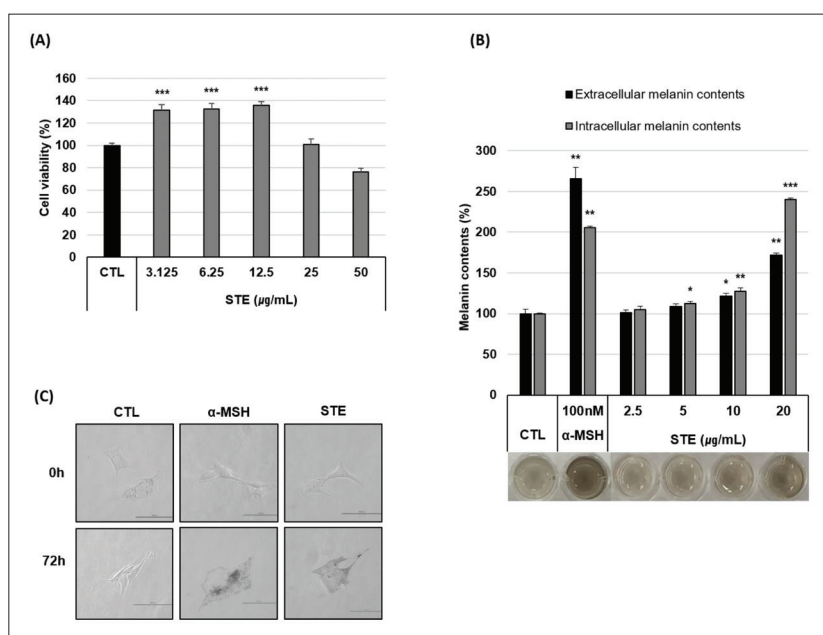 (A)
Cell viability (%)
160
140
120
100
80
60
40
20
0
***
***
***
CTL
3.125
6.25
12.5
25
50
STE (µg/mL)
(B)
Extracellular melanin contents
Intracellular melanin contents
Melanin contents (%)
300
250
200
150
100
50
0
**
**
*
*
**
**
***
CTL
100nM
α-MSH
2.5
5
10
20
STE (µg/mL)
(C)
CTL
α-MSH
STE
0h
72h